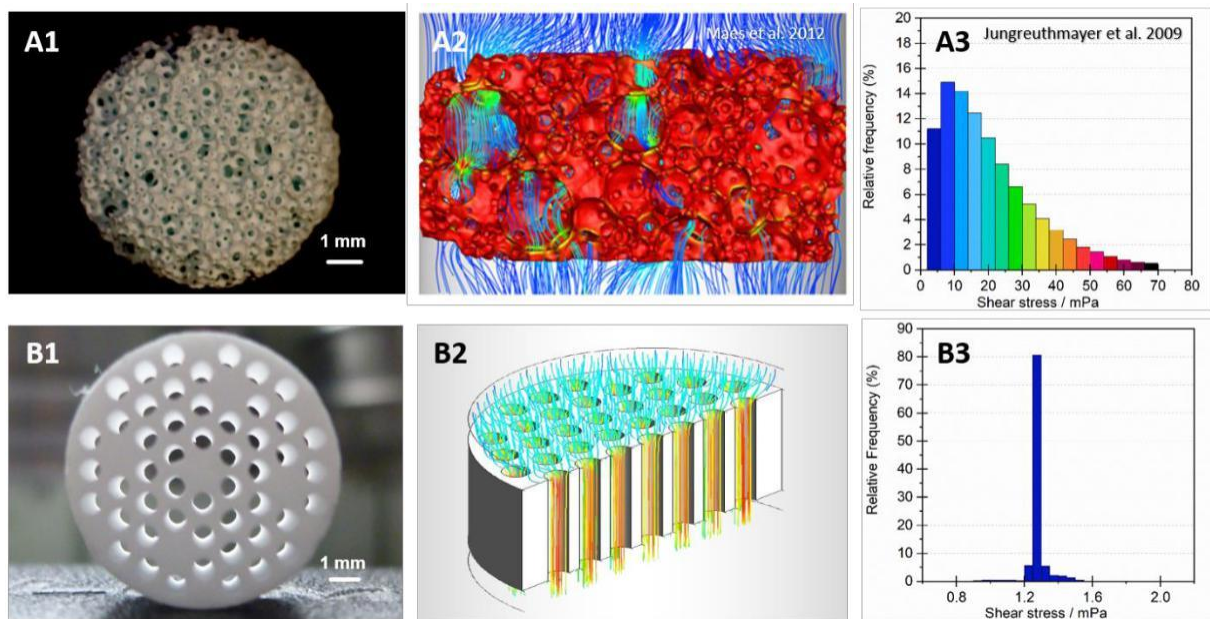 A1
1 mm
A2
Maes et al. 2012
A3
Jungreuthmayer et al. 2009
Relative frequency (%)
20
18
16
14
12
10
8
6
4
2
0
0 10 20 30 40 50 60 70 80
Shear stress / mPa
B1
1 mm
B2
B3
Relative Frequency (%)
90
80
70
60
50
40
30
20
10
0
0.8 1.2 1.6 2.0
Shear stress / mPa